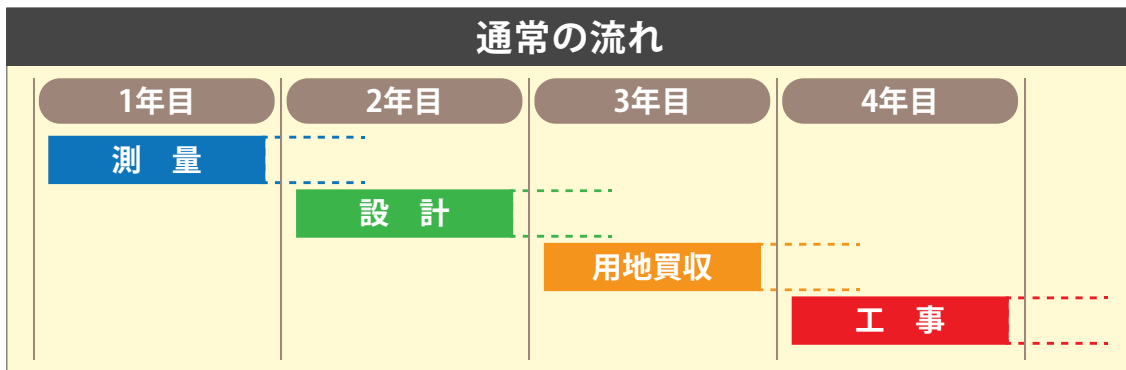 通常の流れ
1年目 2年目 3年目 4年目
測　量
設　計
用地買収
工　事